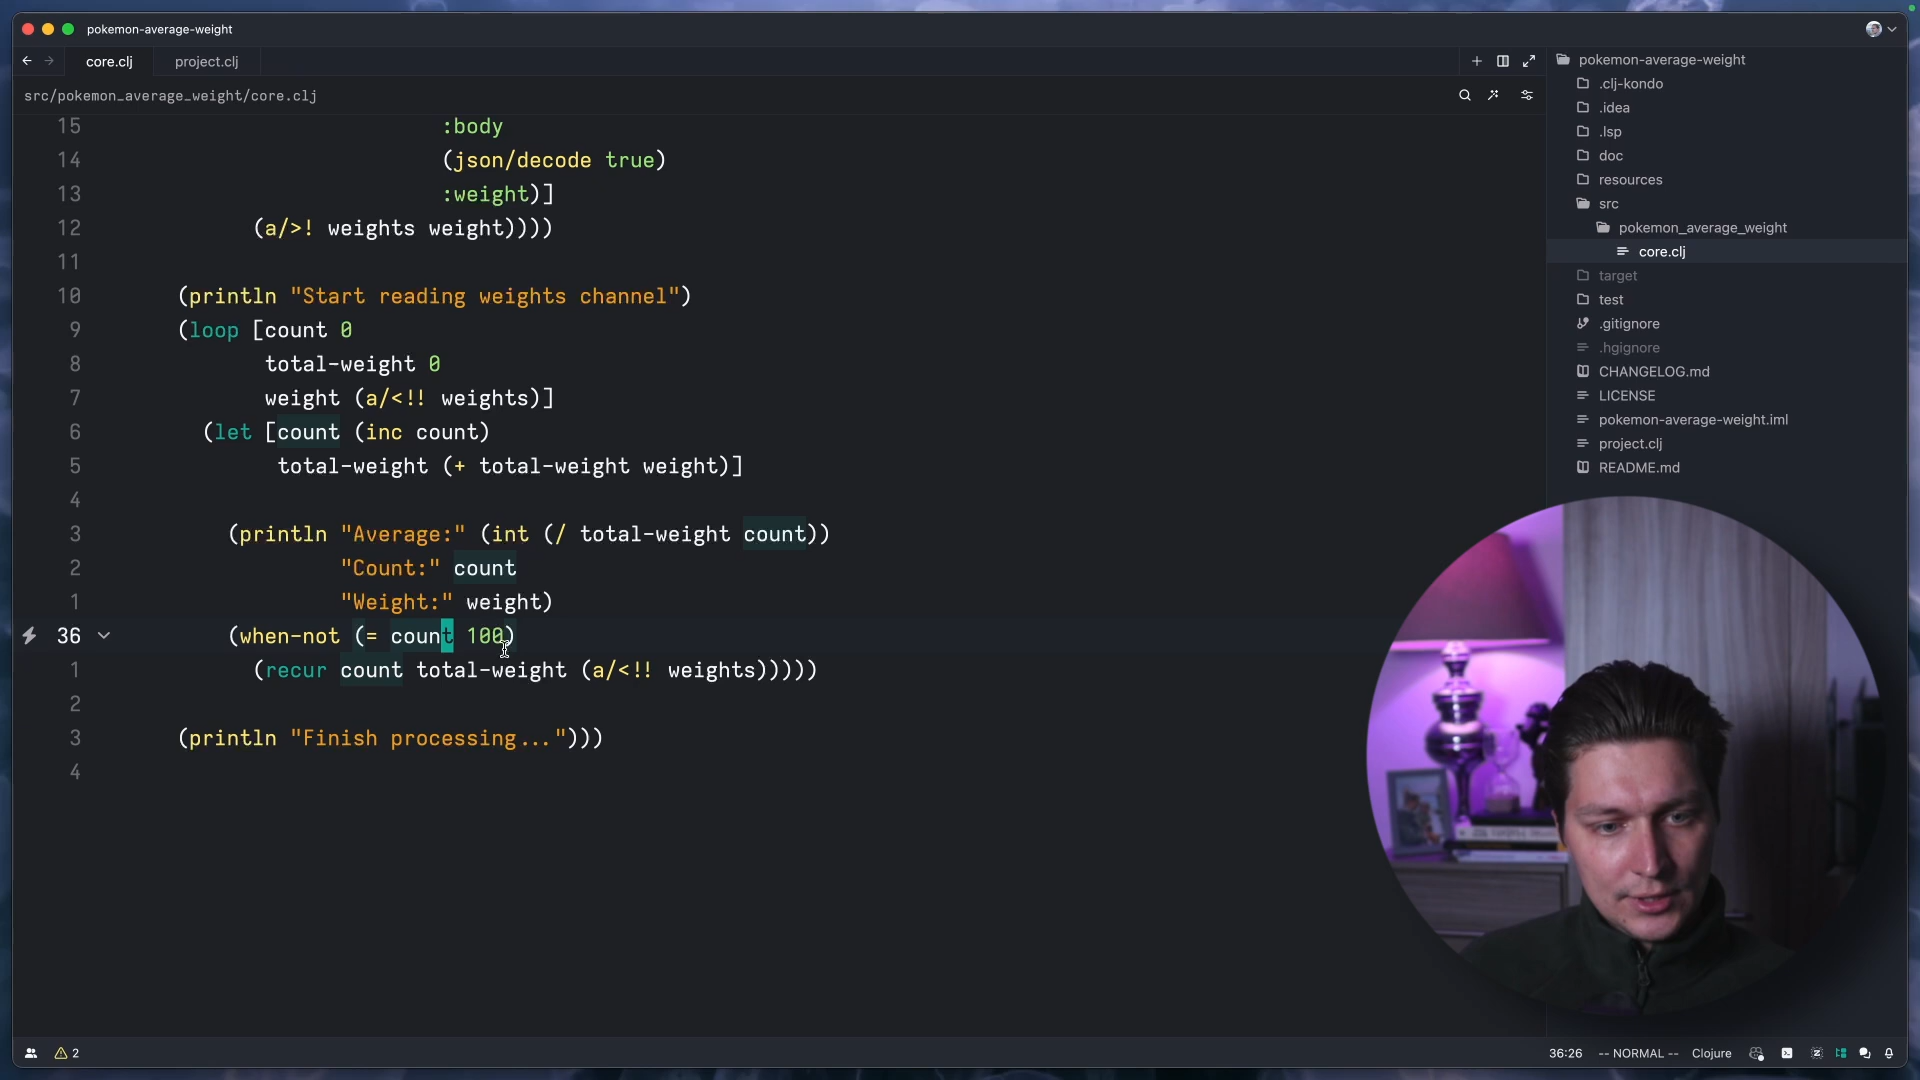 pokemon-average-weight
core.clj
project.clj
src/pokemon_average_weight/core.clj
15 :body
14 (json/decode true)
13 :weight)]
12 (a/>! weights weight))))
11
10 (println "Start reading weights channel")
9 (loop [count 0
8 total-weight 0
7 weight (a/<!! weights)]
6 (let [count (inc count)
5 total-weight (+ total-weight weight)]
4
3 (println "Average:" (int (/ total-weight count))
2 "Count:" count
1 "Weight:" weight)
36 (when-not (= count 100)
1 (recur count total-weight (a/<!! weights)))))
2
3 (println "Finish processing...")))
4
pokemon-average-weight
.clj-kondo
.idea
.lsp
doc
resources
src
pokemon_average_weight
core.clj
target
test
.gitignore
.hgignore
CHANGELOG.md
LICENSE
pokemon-average-weight.iml
project.clj
README.md
2
36:26
-- NORMAL --
Clojure